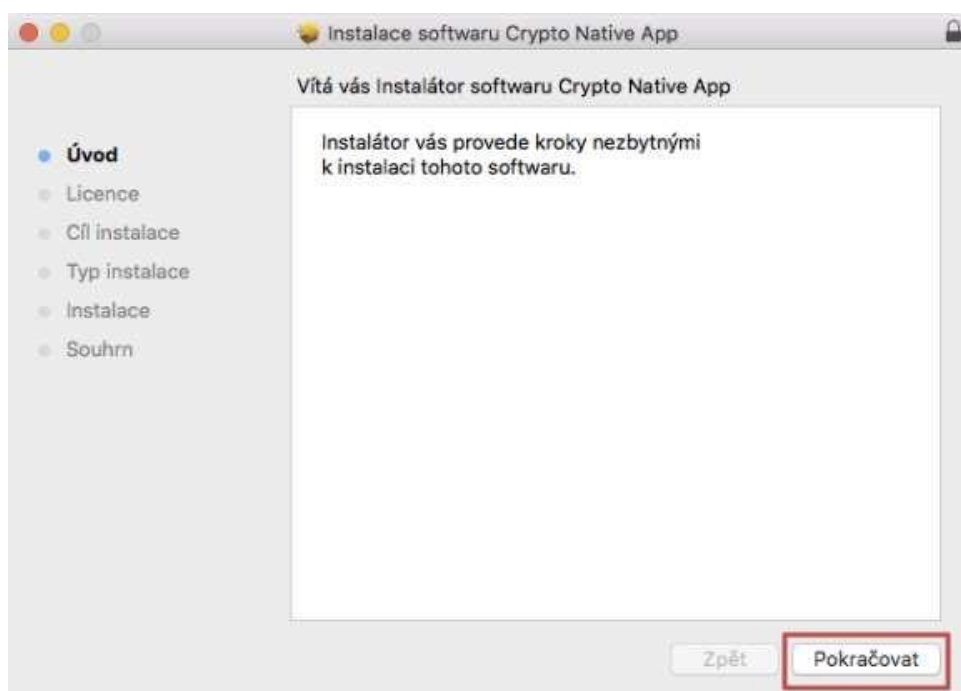 Instalace softwaru Crypto Native App
Vítá vás Instalátor softwaru Crypto Native App
Úvod
Licence
Cíl instalace
Typ instalace
Instalace
Souhrn
Instalátor vás provede kroky nezbytnými
k instalaci tohoto softwaru.
Zpět
Pokračovat